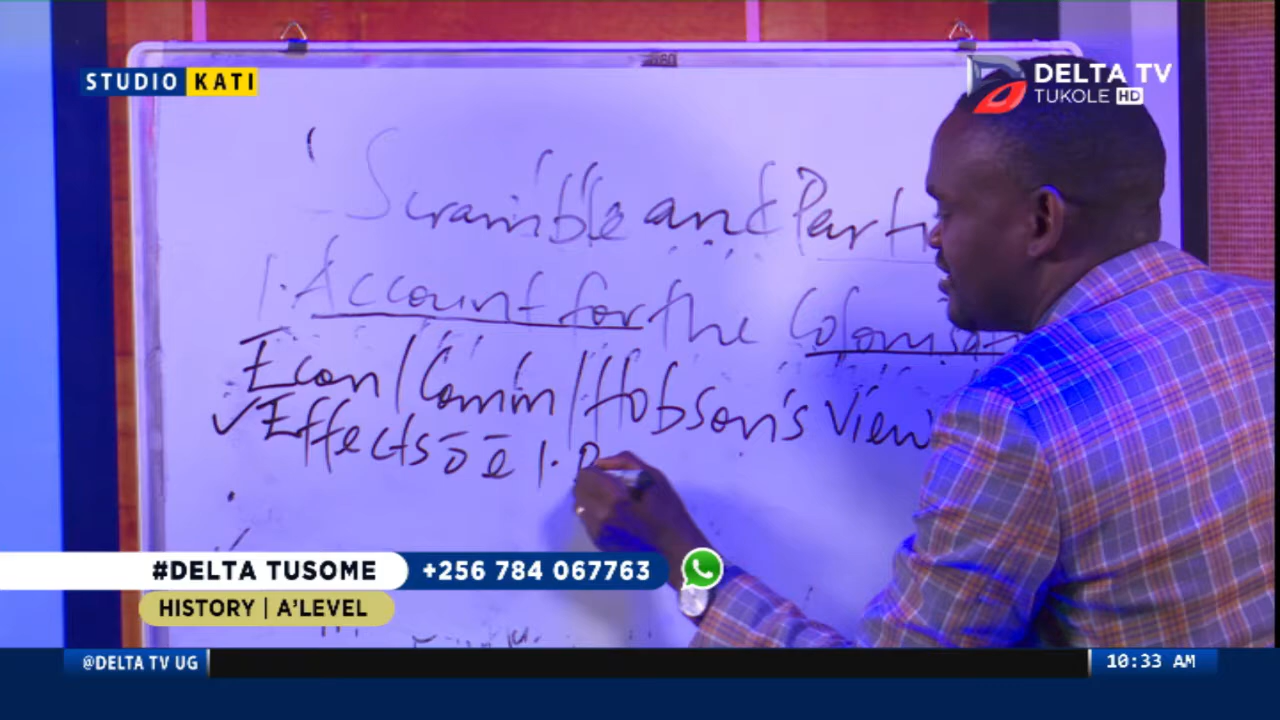 STUDIO KATI
DELTA TV
TUKOLE HD
Scramble and Parti
1. Account for the Colonisat
Econ/Comm/Hobson's View
✓Effects ō ē 1.
#DELTA TUSOME
+256 784 067763
HISTORY | A'LEVEL
@DELTA TV UG
10:33 AM